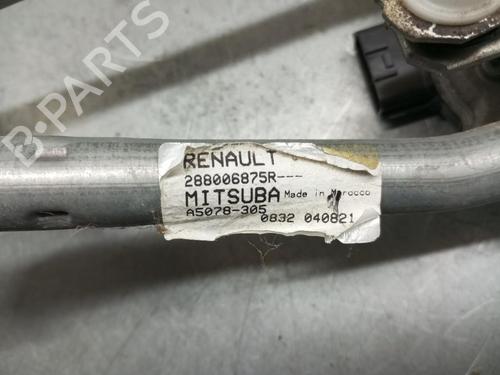 B-PARTS
RENAULT
288006875R---
MITSUBA Made in Morocco
A5078-305
0832 040821